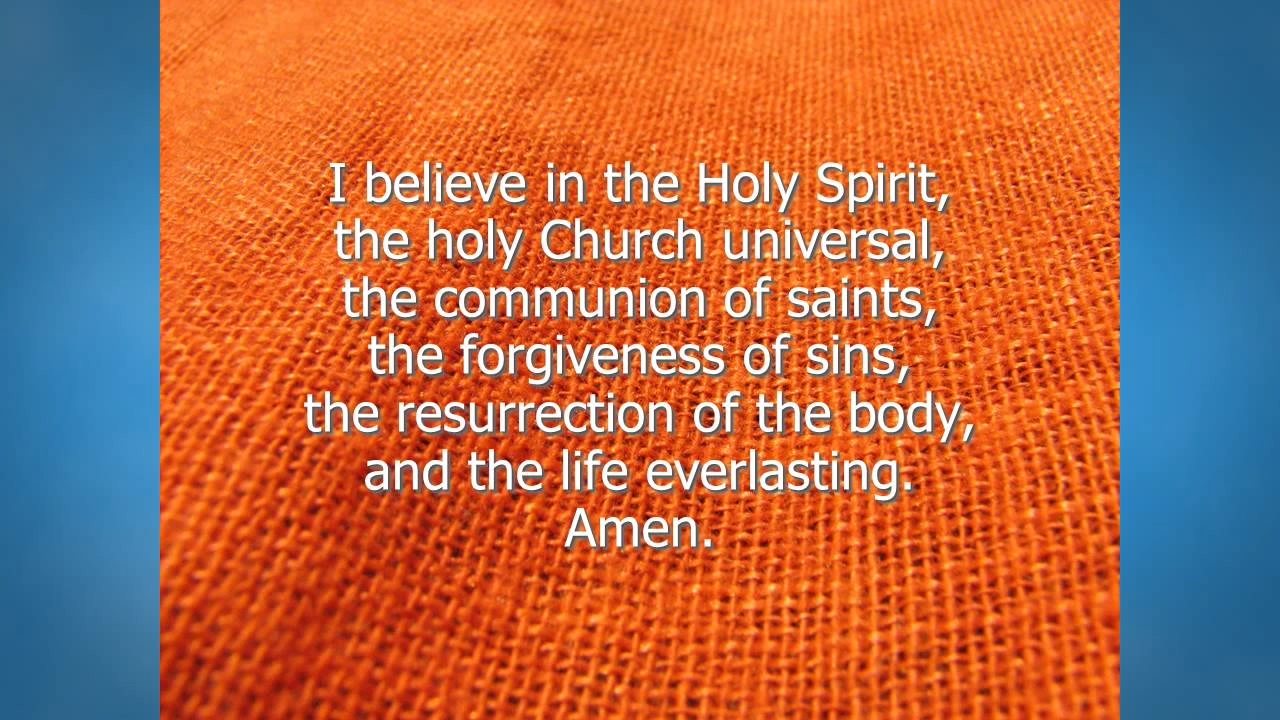 I believe in the Holy Spirit,
the holy Church universal,
the communion of saints,
the forgiveness of sins,
the resurrection of the body,
and the life everlasting.
Amen.